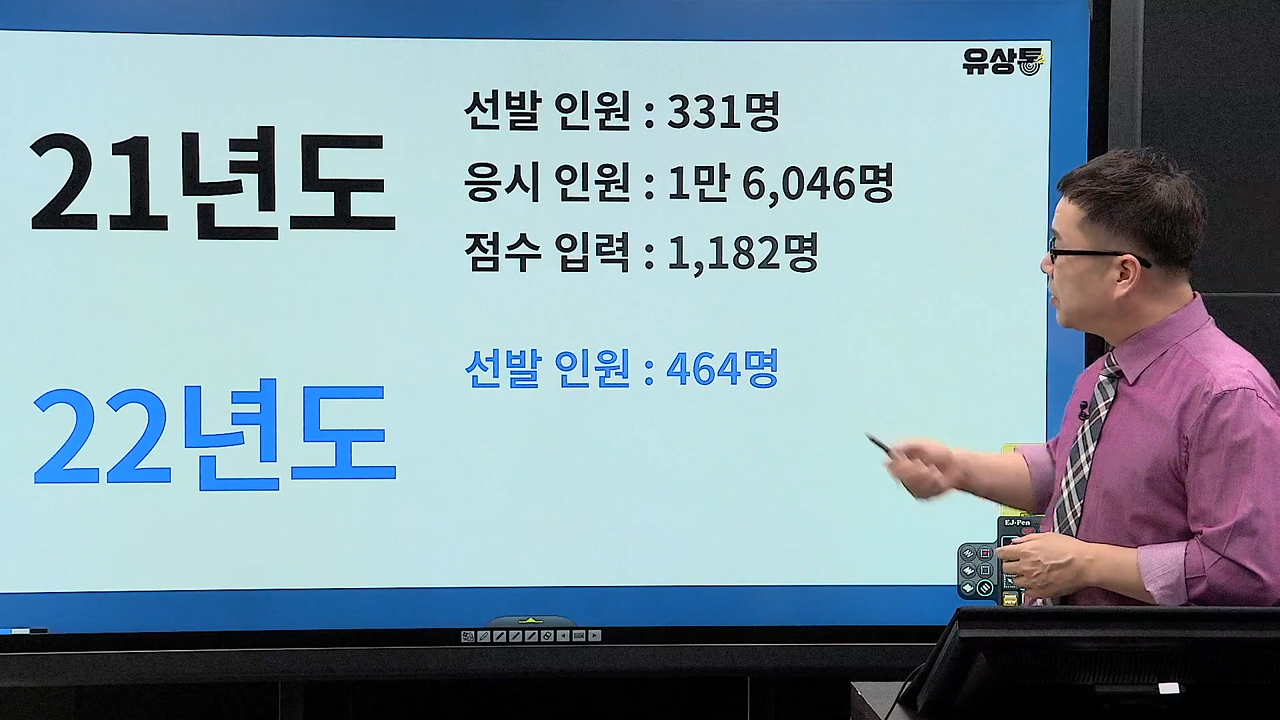 유상통
21년도
선발 인원 : 331명
응시 인원 : 1만 6,046명
점수 입력 : 1,182명
22년도
선발 인원 : 464명
EJ-Pen